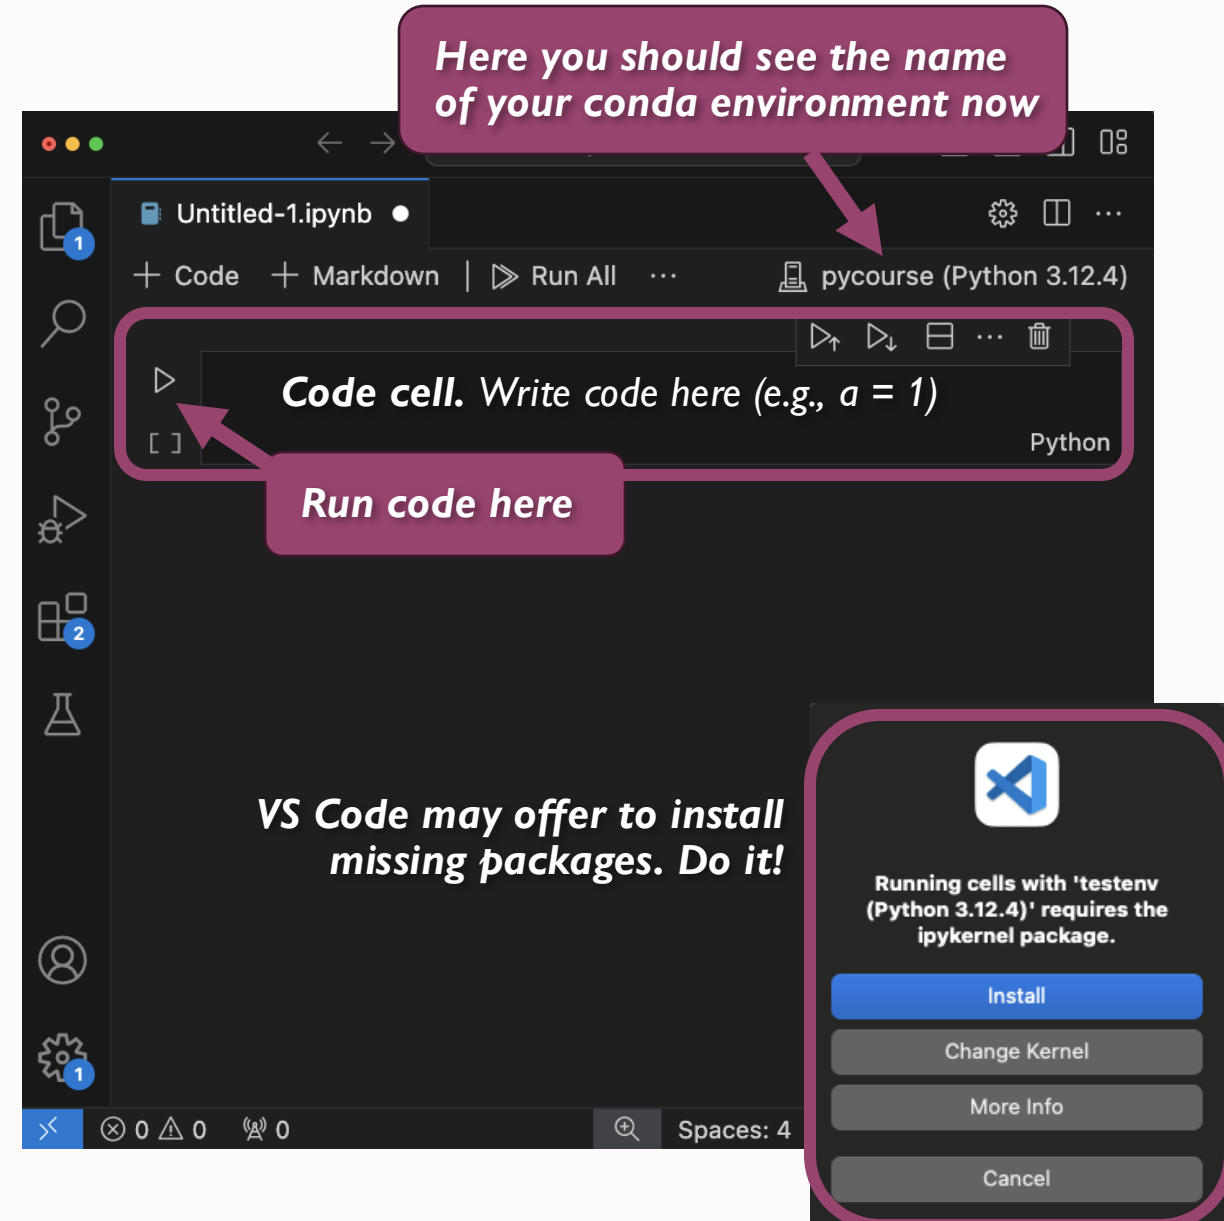 Here you should see the name
of your conda environment now
Untitled-1.ipynb
Code
Markdown
Run All
pycourse (Python 3.12.4)
Code cell. Write code here (e.g., a = 1)
Python
Run code here
1
2
VS Code may offer to install
missing packages. Do it!
Running cells with 'testenv
(Python 3.12.4)' requires the
ipykernel package.
Install
Change Kernel
More Info
Cancel
1
0 0 0
Spaces: 4